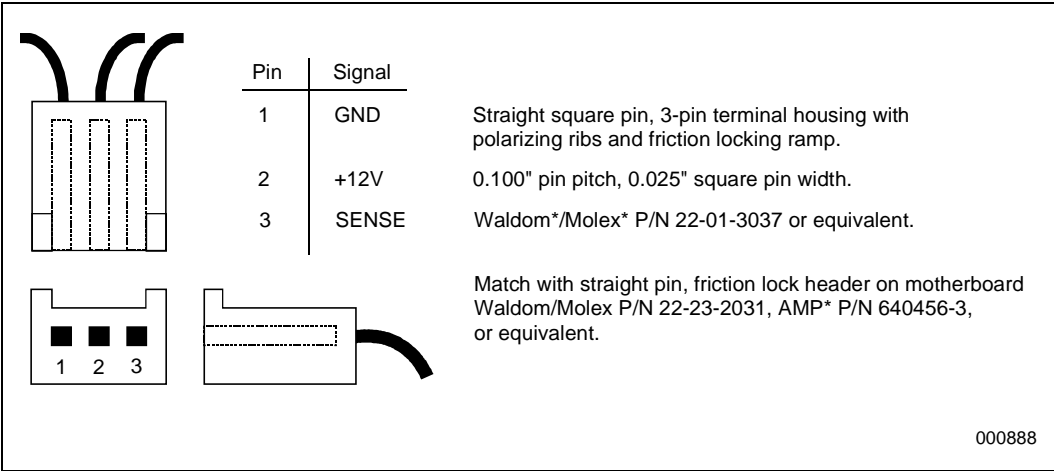 Pin Signal
1 GND Straight square pin, 3-pin terminal housing with
polarizing ribs and friction locking ramp.
2 +12V 0.100" pin pitch, 0.025" square pin width.
3 SENSE Waldom*/Molex* P/N 22-01-3037 or equivalent.
Match with straight pin, friction lock header on motherboard
Waldom/Molex P/N 22-23-2031, AMP* P/N 640456-3,
or equivalent.
1 2 3
000888